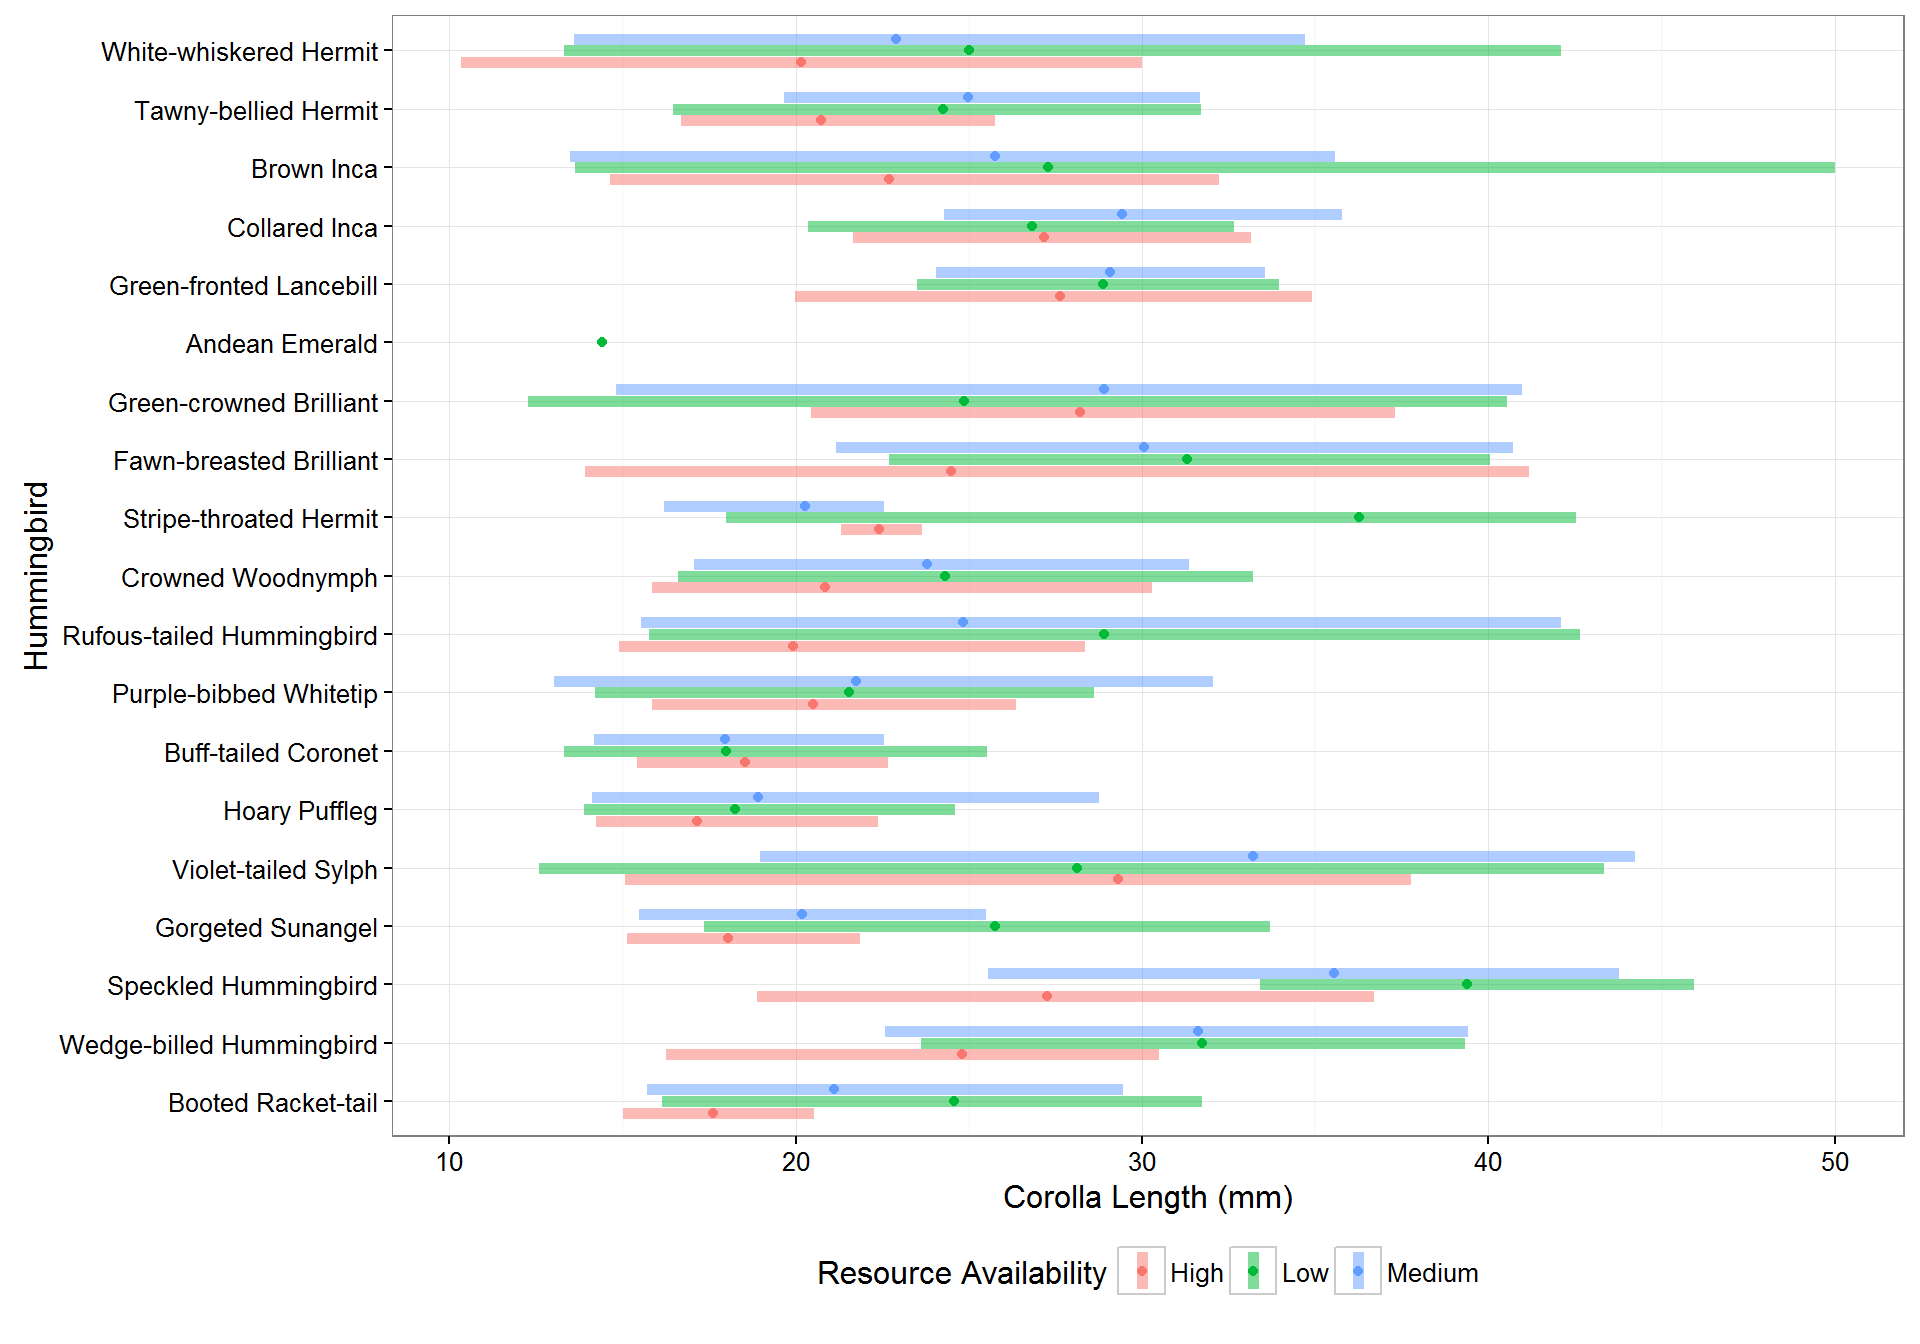 Hummingbird
White-whiskered Hermit
Tawny-bellied Hermit
Brown Inca
Collared Inca
Green-fronted Lancebill
Andean Emerald
Green-crowned Brilliant
Fawn-breasted Brilliant
Stripe-throated Hermit
Crowned Woodnymph
Rufous-tailed Hummingbird
Purple-bibbed Whitetip
Buff-tailed Coronet
Hoary Puffleg
Violet-tailed Sylph
Gorgeted Sunangel
Speckled Hummingbird
Wedge-billed Hummingbird
Booted Racket-tail
10 20 30 40 50
Corolla Length (mm)
Resource Availability High Low Medium